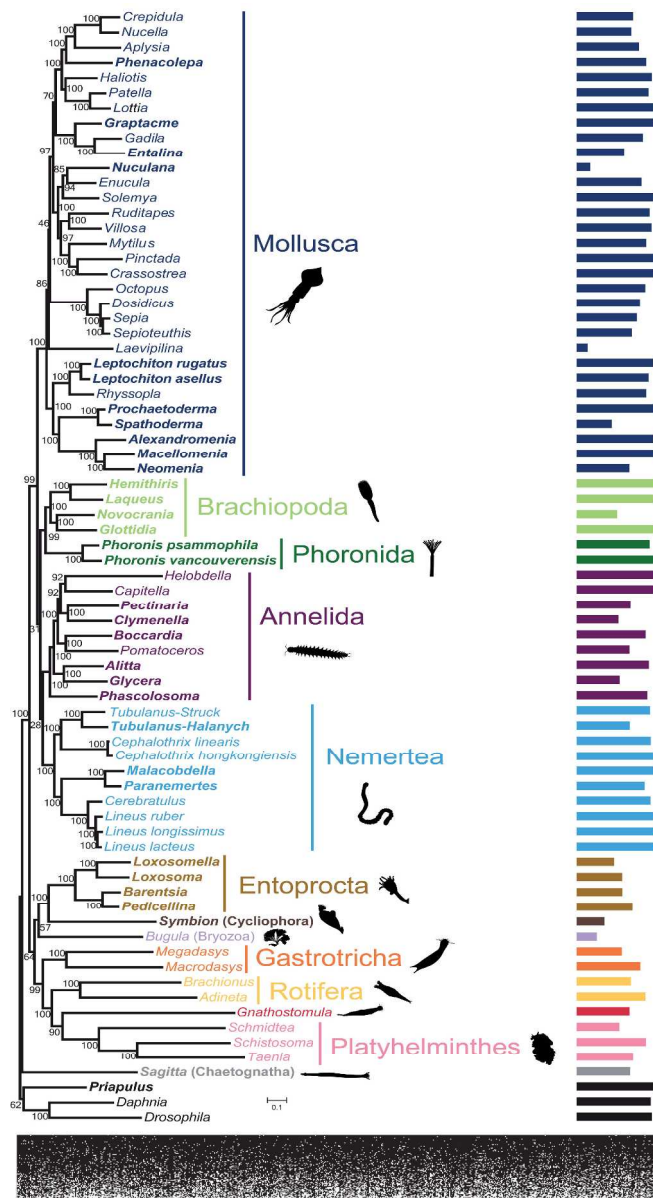 100
Crepidula
100
Nucella
Aplysia
100
100
Phenacolepa
Haliotis
100
70
Patella
100
Lottia
Graptacme
100
Gadila
100
Entalina
97
85
Nuculana
94
Enucula
Solemya
100
Ruditapes
100
46
Villosa
97
Mytilus
Pinctada
100
100
Crassostrea
86
Octopus
Dosidicus
100
Sepia
100
Sepioteuthis
100
Laevipilina
100
Leptochiton rugatus
100
Leptochiton asellus
Rhyssopla
100
Prochaetoderma
100
Spathoderma
100
Alexandromenia
100
Macellomenia
100
Neomenia
Mollusca
99
100
Hemithiris
100
Laqueus
100
Novocrania
Glottidia
Brachiopoda
99
Phoronis psammophila
100
Phoronis vancouverensis
Phoronida
92
Helobdella
92
Capitella
Pectinaria
100
Clymenella
31
Boccardia
100
Pomatoceros
100
Alitta
100
Glycera
100
Phascolosoma
Annelida
100
28
100
Tubulanus-Struck
Tubulanus-Halanych
100
Cephalothrix linearis
100
Cephothrix hongkongiensis
Malacobdella
100
100
Paranemertes
Cerebratulus
100
Lineus ruber
100
Lineus longissimus
100
Lineus lacteus
Nemertea
100
Loxosomella
100
Loxosoma
100
Barentsia
100
Pedicellina
Entoprocta
Symbion (Cycliophora)
57
Bugula (Bryozoa)
64
100
Megadasys
Macrodasys
Gastrotricha
99
100
Brachionus
Adineta
Rotifera
Gnathostomula
90
Schmidtea
100
Schistosoma
100
Taenia
Platyhelminthes
Sagitta (Chaetognatha)
Priapulus
62
Daphnia
100
Drosophila
0.1